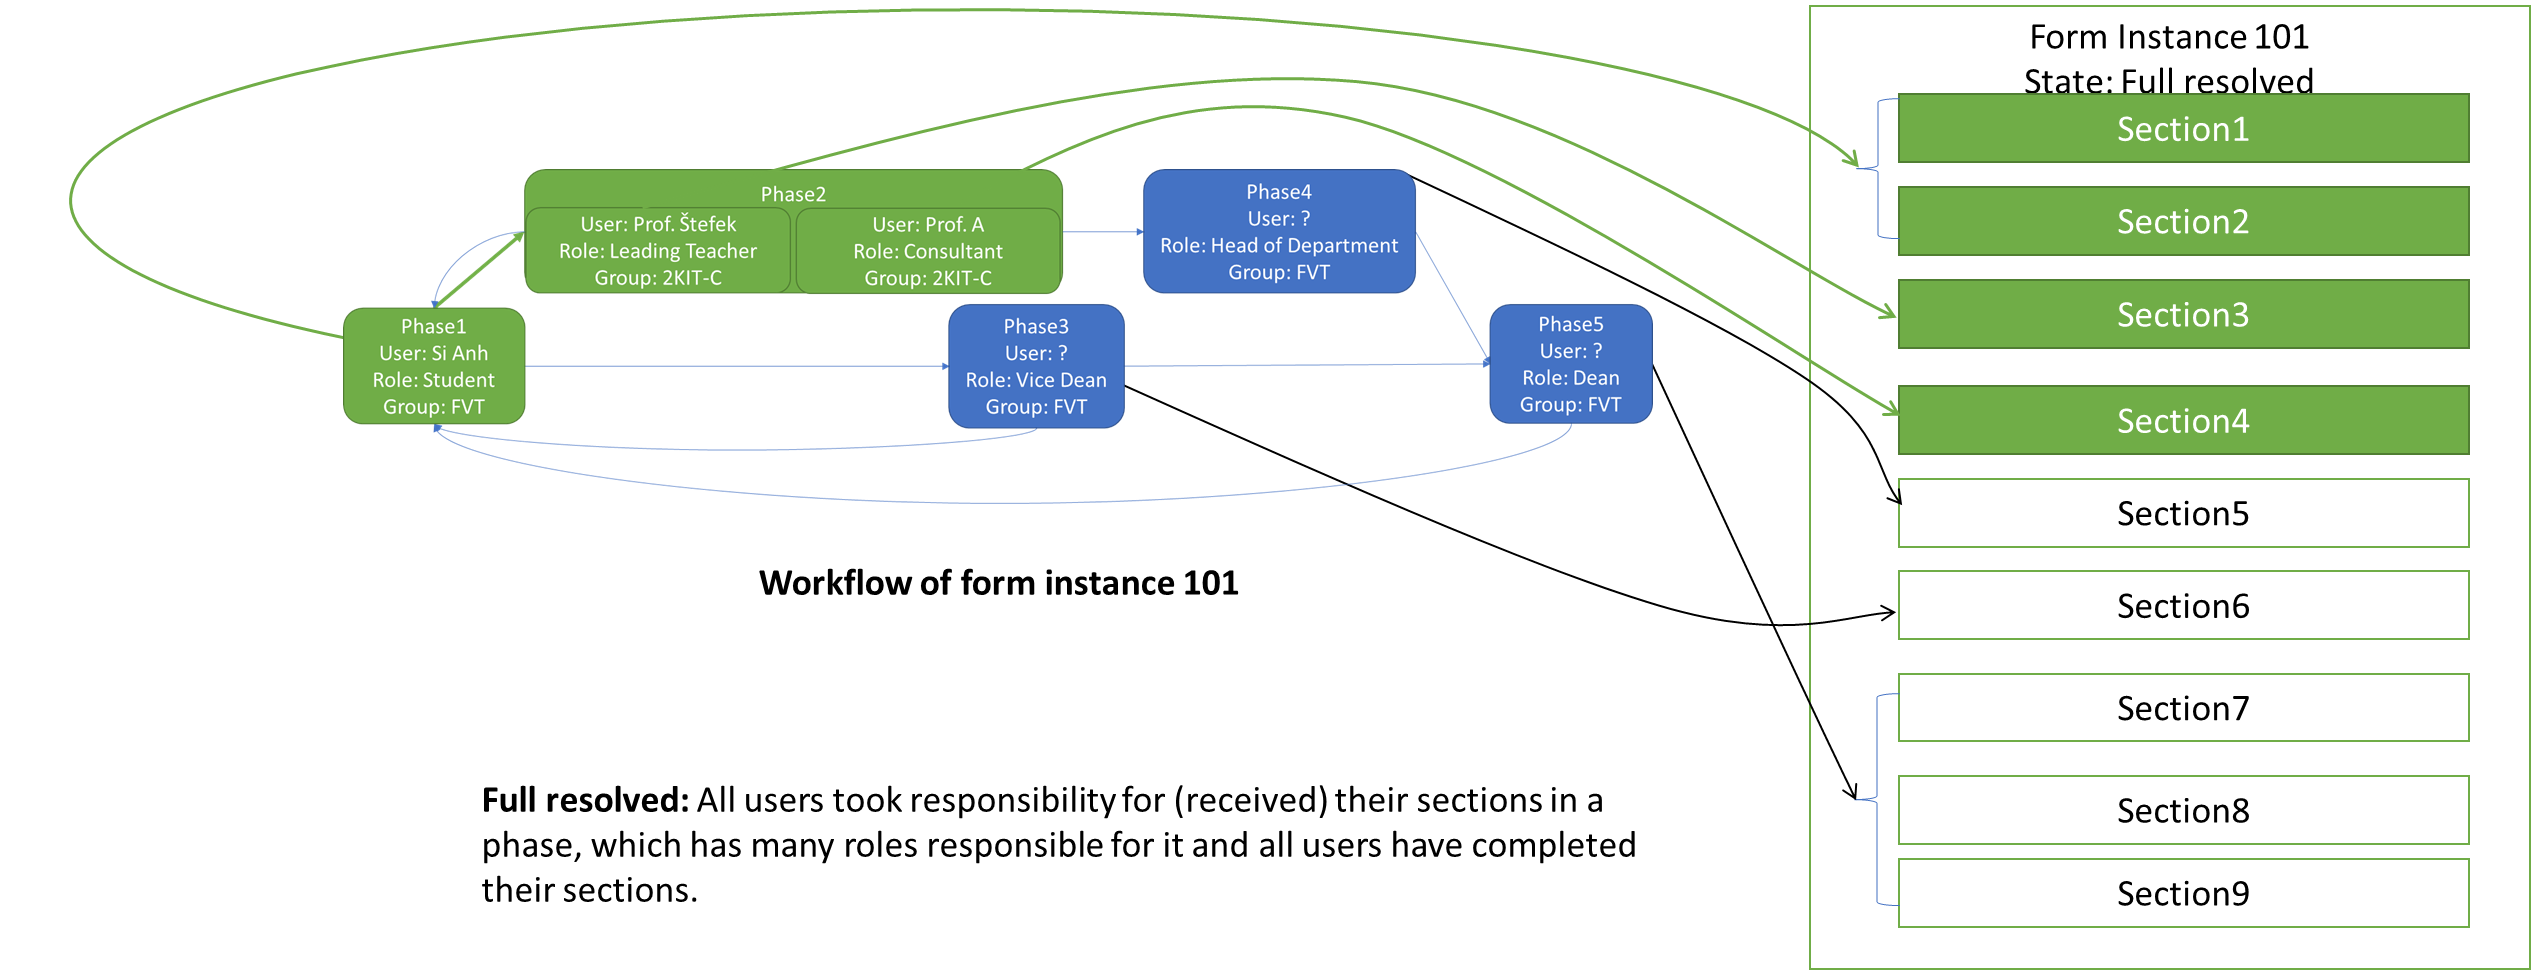 Form Instance 101
State: Full resolved
Section1
Section2
Section3
Section4
Section5
Section6
Section7
Section8
Section9
Phase2
User: Prof. Štefek
Role: Leading Teacher
Group: 2KIT-C
User: Prof. A
Role: Consultant
Group: 2KIT-C
Phase4
User: ?
Role: Head of Department
Group: FVT
Phase1
User: Si Anh
Role: Student
Group: FVT
Phase3
User: ?
Role: Vice Dean
Group: FVT
Phase5
User: ?
Role: Dean
Group: FVT
Workflow of form instance 101
Full resolved: All users took responsibility for (received) their sections in a
phase, which has many roles responsible for it and all users have completed
their sections.